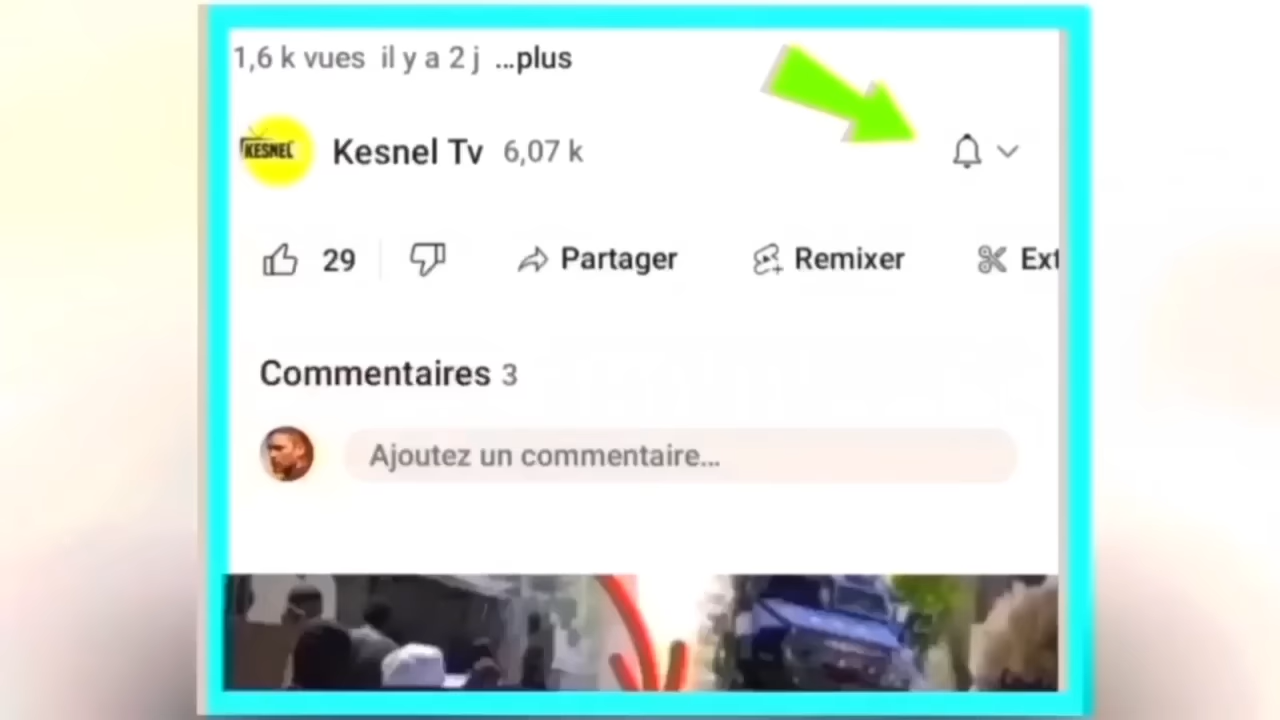 1,6 k vues il y a 2 j ...plus
KESNEL
Kesnel Tv 6,07 k
29 Partager Remixer Ext
Commentaires 3
Ajoutez un commentaire...